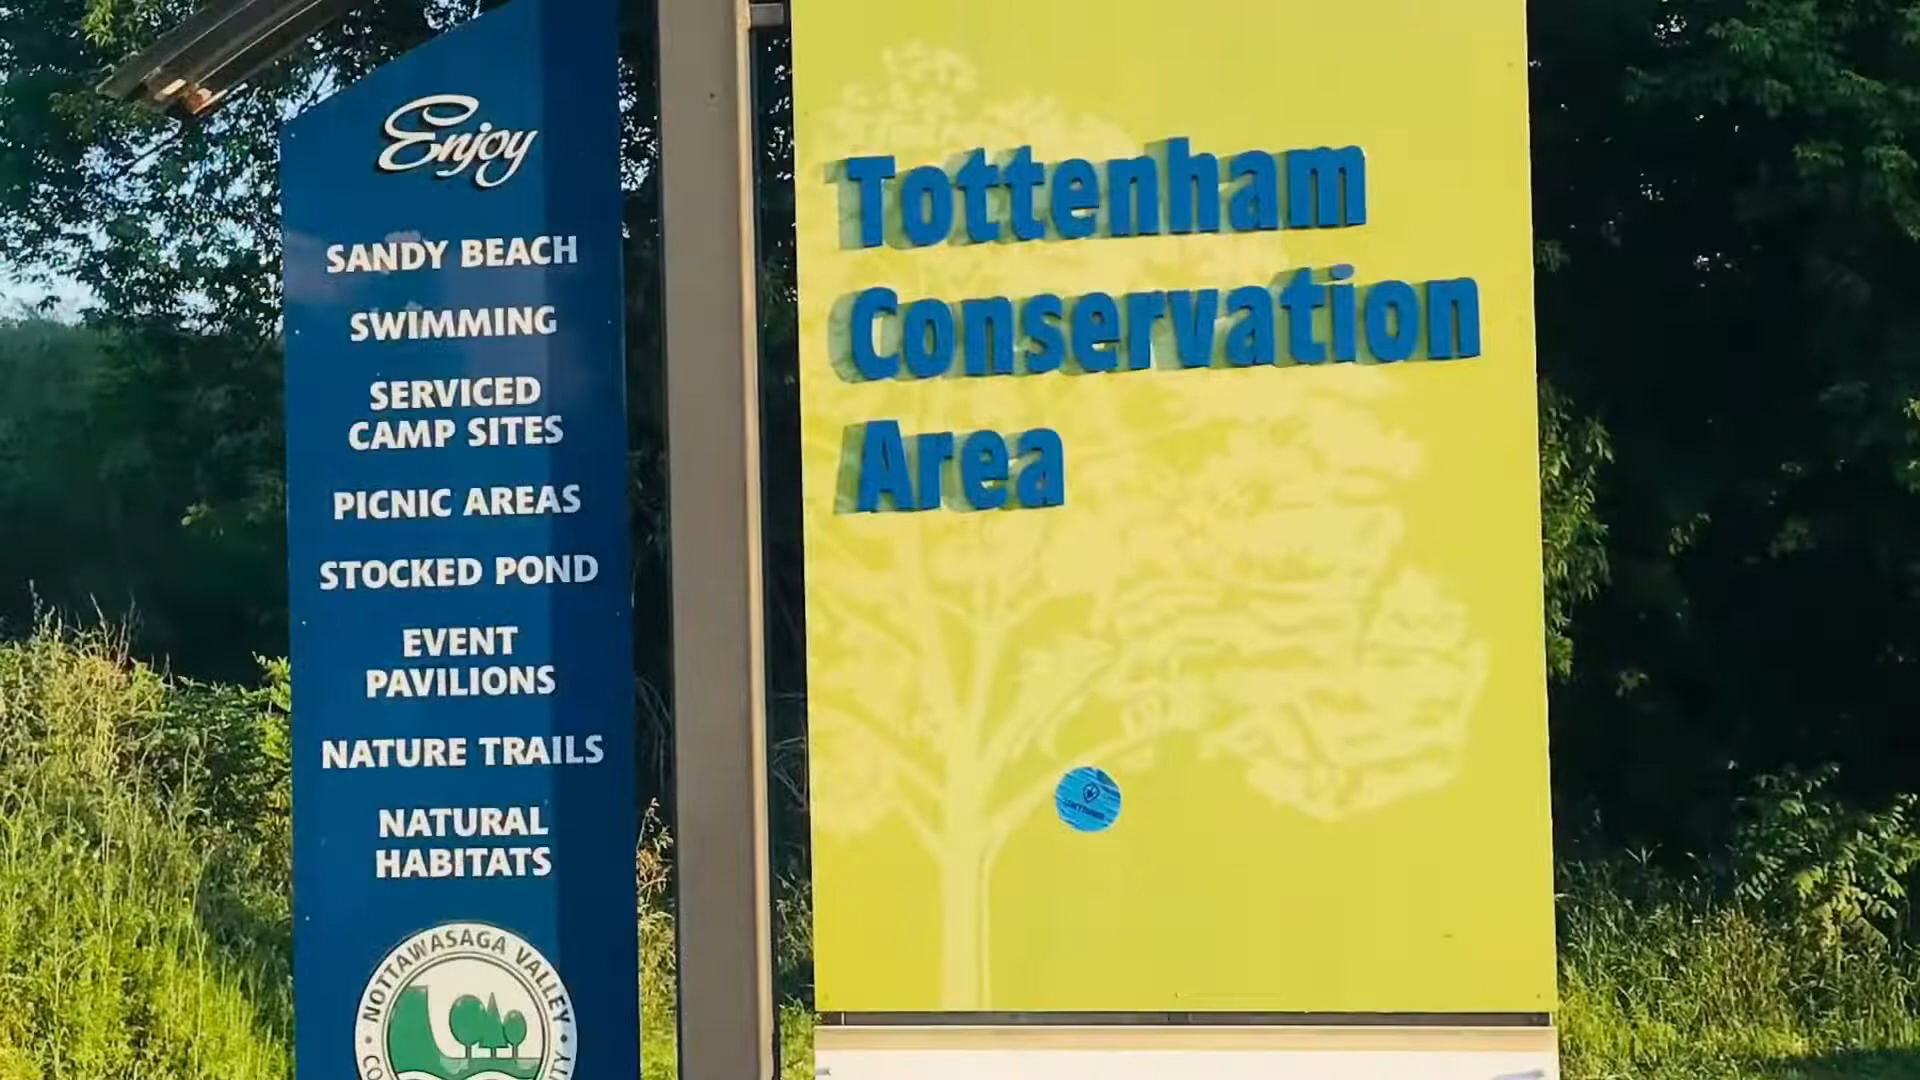 Enjoy
SANDY BEACH
SWIMMING
SERVICED
CAMP SITES
PICNIC AREAS
STOCKED POND
EVENT
PAVILIONS
NATURE TRAILS
NATURAL
HABITATS
NOTTAWASAGA VALLEY
Tottenham
Conservation
Area